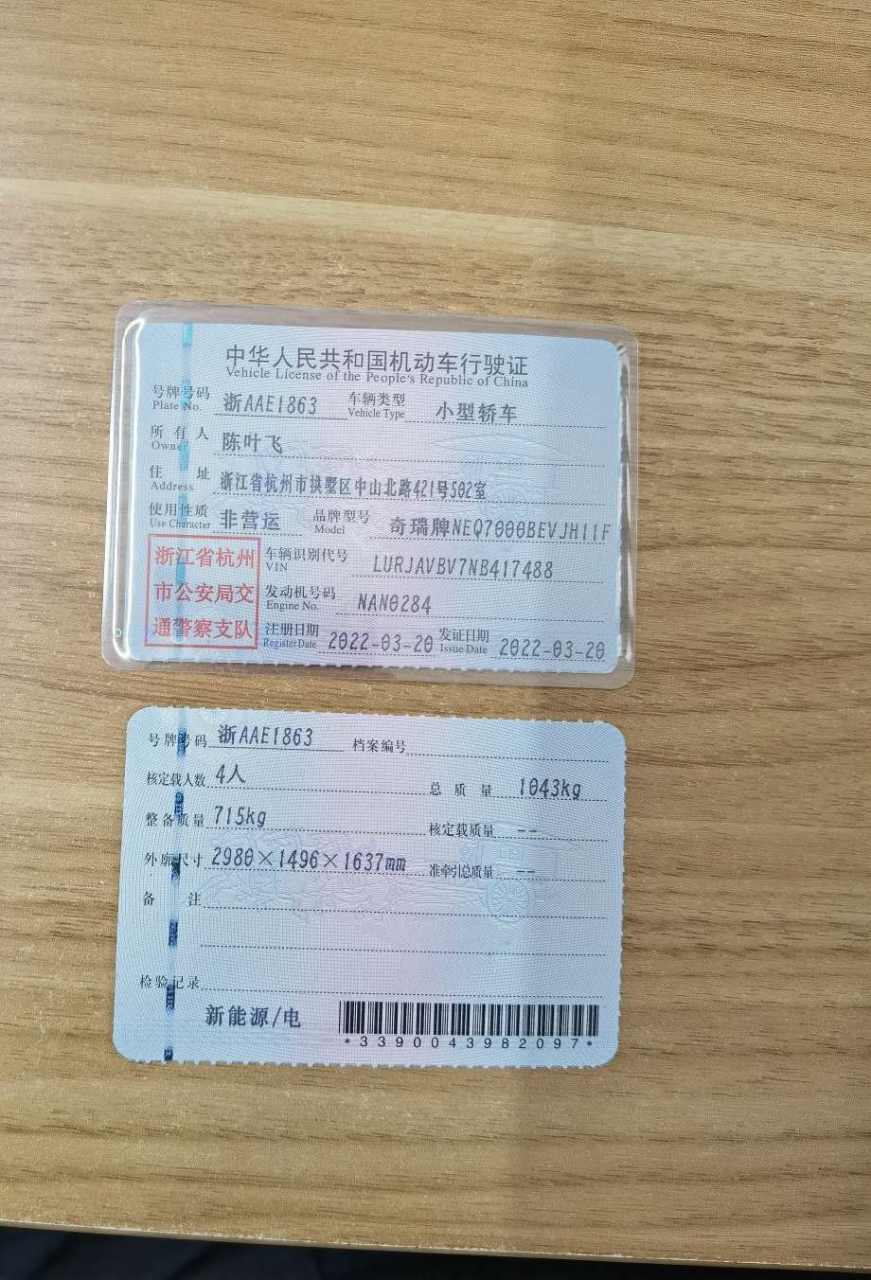 中华人民共和国机动车行驶证
Vehicle License of the People's Republic of China
号牌号码 Plate No. 浙AAE1863 车辆类型 Vehicle Type 小型轿车
所有人 Owner 陈叶飞
住址 Address 浙江省杭州市拱墅区中山北路421号502室
使用性质 Use Character 非营运 品牌型号 Model 奇瑞牌NEQ7000BEVJH11F
浙江省杭州 车辆识别代号 VIN LURJAVBV7NB417488
市公安局交 发动机号码 Engine No. NAN0284
通警察支队 注册日期 Register Date 2022-03-20 发证日期 Issue Date 2022-03-20
号牌号码 浙AAE1863 档案编号
核定载人数 4人 总质量 1043kg
整备质量 715kg 核定载质量 --
外廓尺寸 2980×1496×1637mm 准牵引总质量 --
备注
检验记录
新能源/电
*3390043982097*